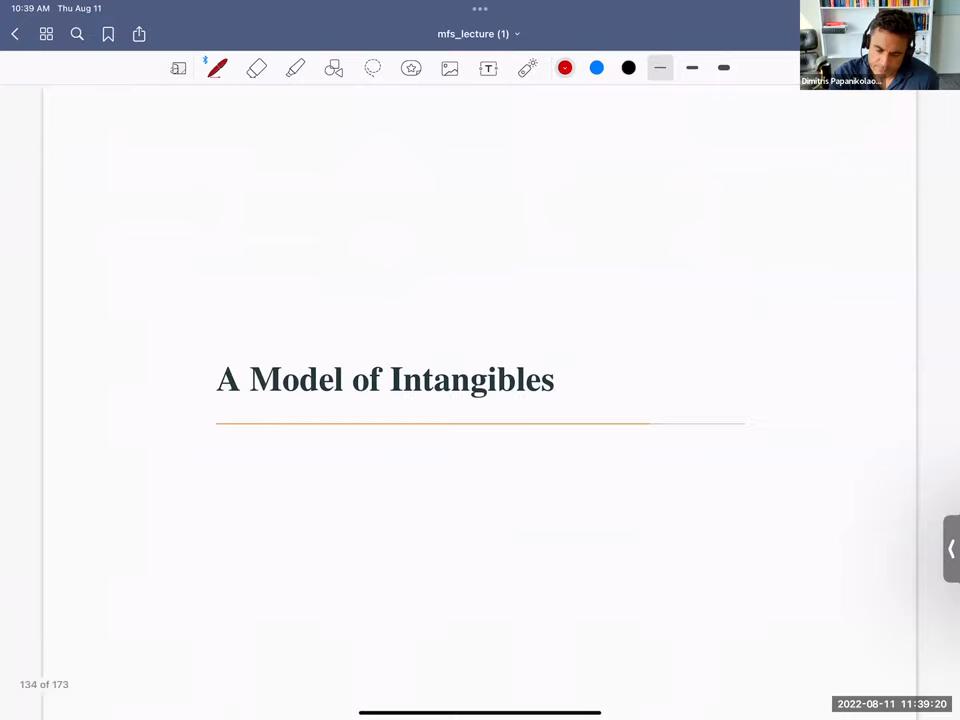 10:39 AM Thu Aug 11
mfs_lecture (1)
T
Dimitris Papanikolao...
A Model of Intangibles
134 of 173
2022-08-11 11:39:20